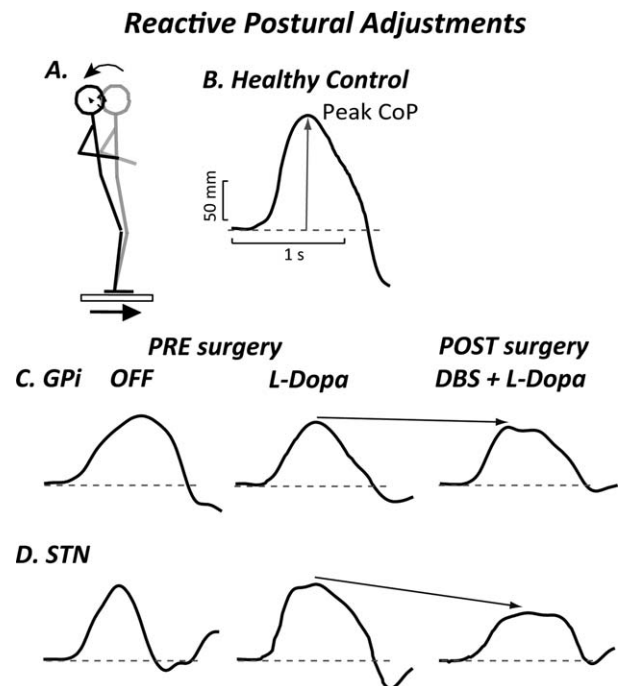 Reactive Postural Adjustments
A.
B. Healthy Control
Peak CoP
50 mm
1 s
PRE surgery POST surgery
C. GPi OFF L-Dopa DBS + L-Dopa
D. STN